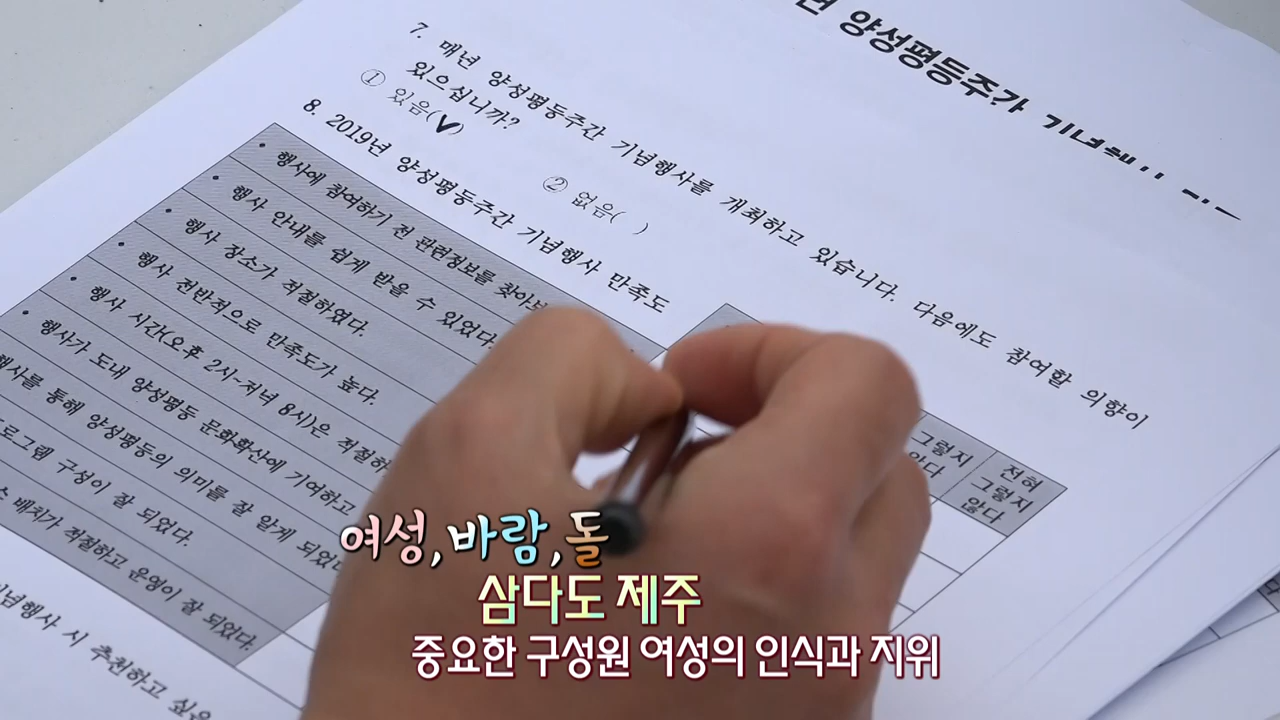 년 양성평등주간 기념행사
7. 매년 양성평등주간 기념행사를 개최하고 있습니다. 다음에도 참여할 의향이
있으십니까?
① 있음(✓) ② 없음( )
8. 2019년 양성평등주간 기념행사 만족도
• 행사에 참여하기 전 관련정보를 찾아보
• 행사 안내를 쉽게 받을 수 있었다.
• 행사 장소가 적절하였다.
• 행사 전반적으로 만족도가 높다.
• 행사 시간(오후 2시~저녁 8시)은 적절하
• 행사가 도내 양성평등 문화확산에 기여하고
행사를 통해 양성평등의 의미를 잘 알게 되었다
프로그램 구성이 잘 되었다.
배치가 적절하고 운영이 잘 되었다.
그렇지
않다
전혀
그렇지
않다
기념행사 시 추천하고 싶은
여성,바람,돌
삼다도 제주
중요한 구성원 여성의 인식과 지위